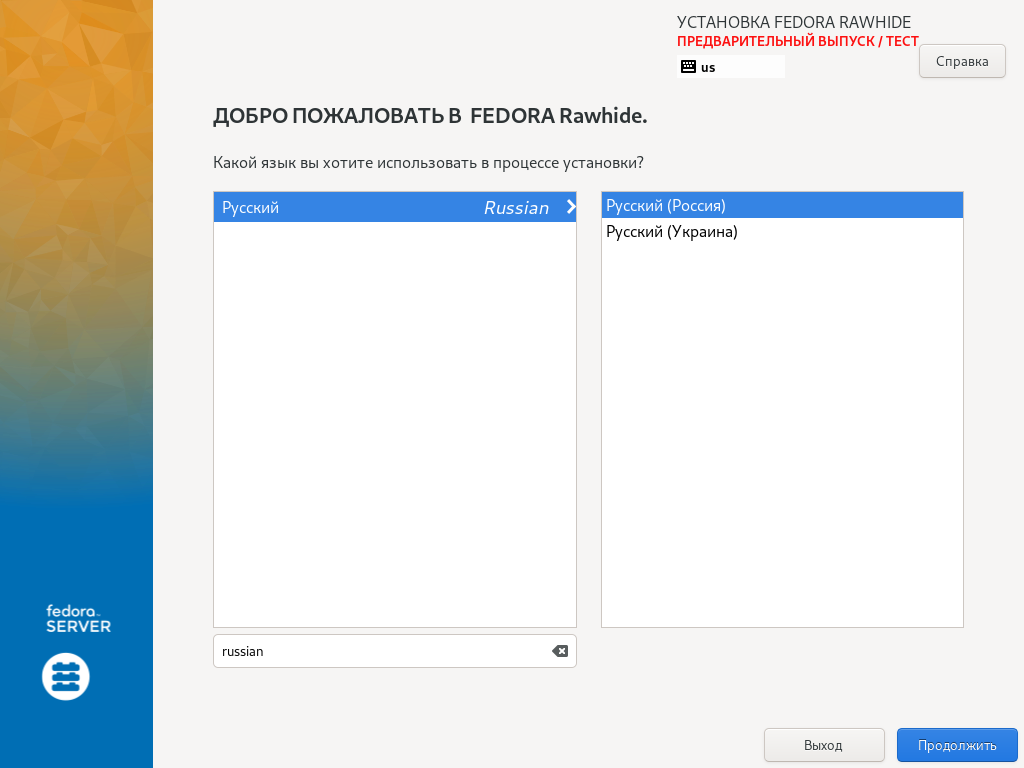 УСТАНОВКА FEDORA RAWHIDE
ПРЕДВАРИТЕЛЬНЫЙ ВЫПУСК / ТЕСТ
us
Справка
ДОБРО ПОЖАЛОВАТЬ В FEDORA Rawhide.
Какой язык вы хотите использовать в процессе установки?
Русский Russian
Русский (Россия)
Русский (Украина)
russian
fedora™
SERVER
Выход
Продолжить